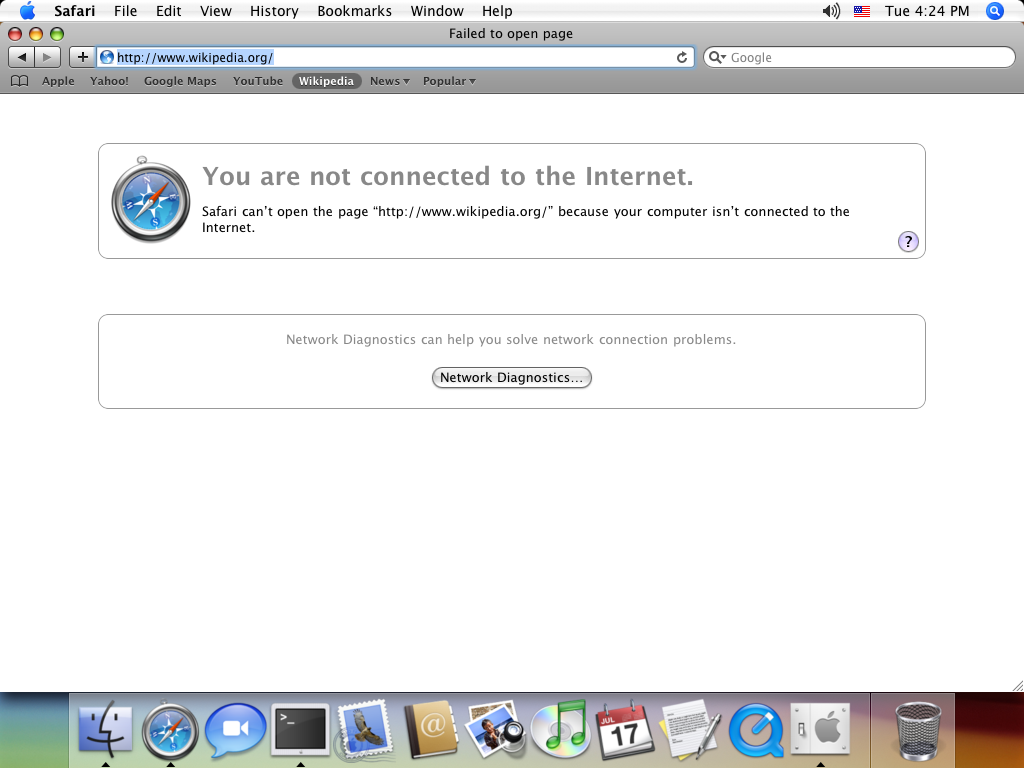 Safari File Edit View History Bookmarks Window Help Tue 4:24 PM
Failed to open page
http://www.wikipedia.org/ Google
Apple Yahoo! Google Maps YouTube Wikipedia News Popular
You are not connected to the Internet.
Safari can’t open the page “http://www.wikipedia.org/” because your computer isn’t connected to the
Internet.
?
Network Diagnostics can help you solve network connection problems.
Network Diagnostics...
>_
@
JUL
17